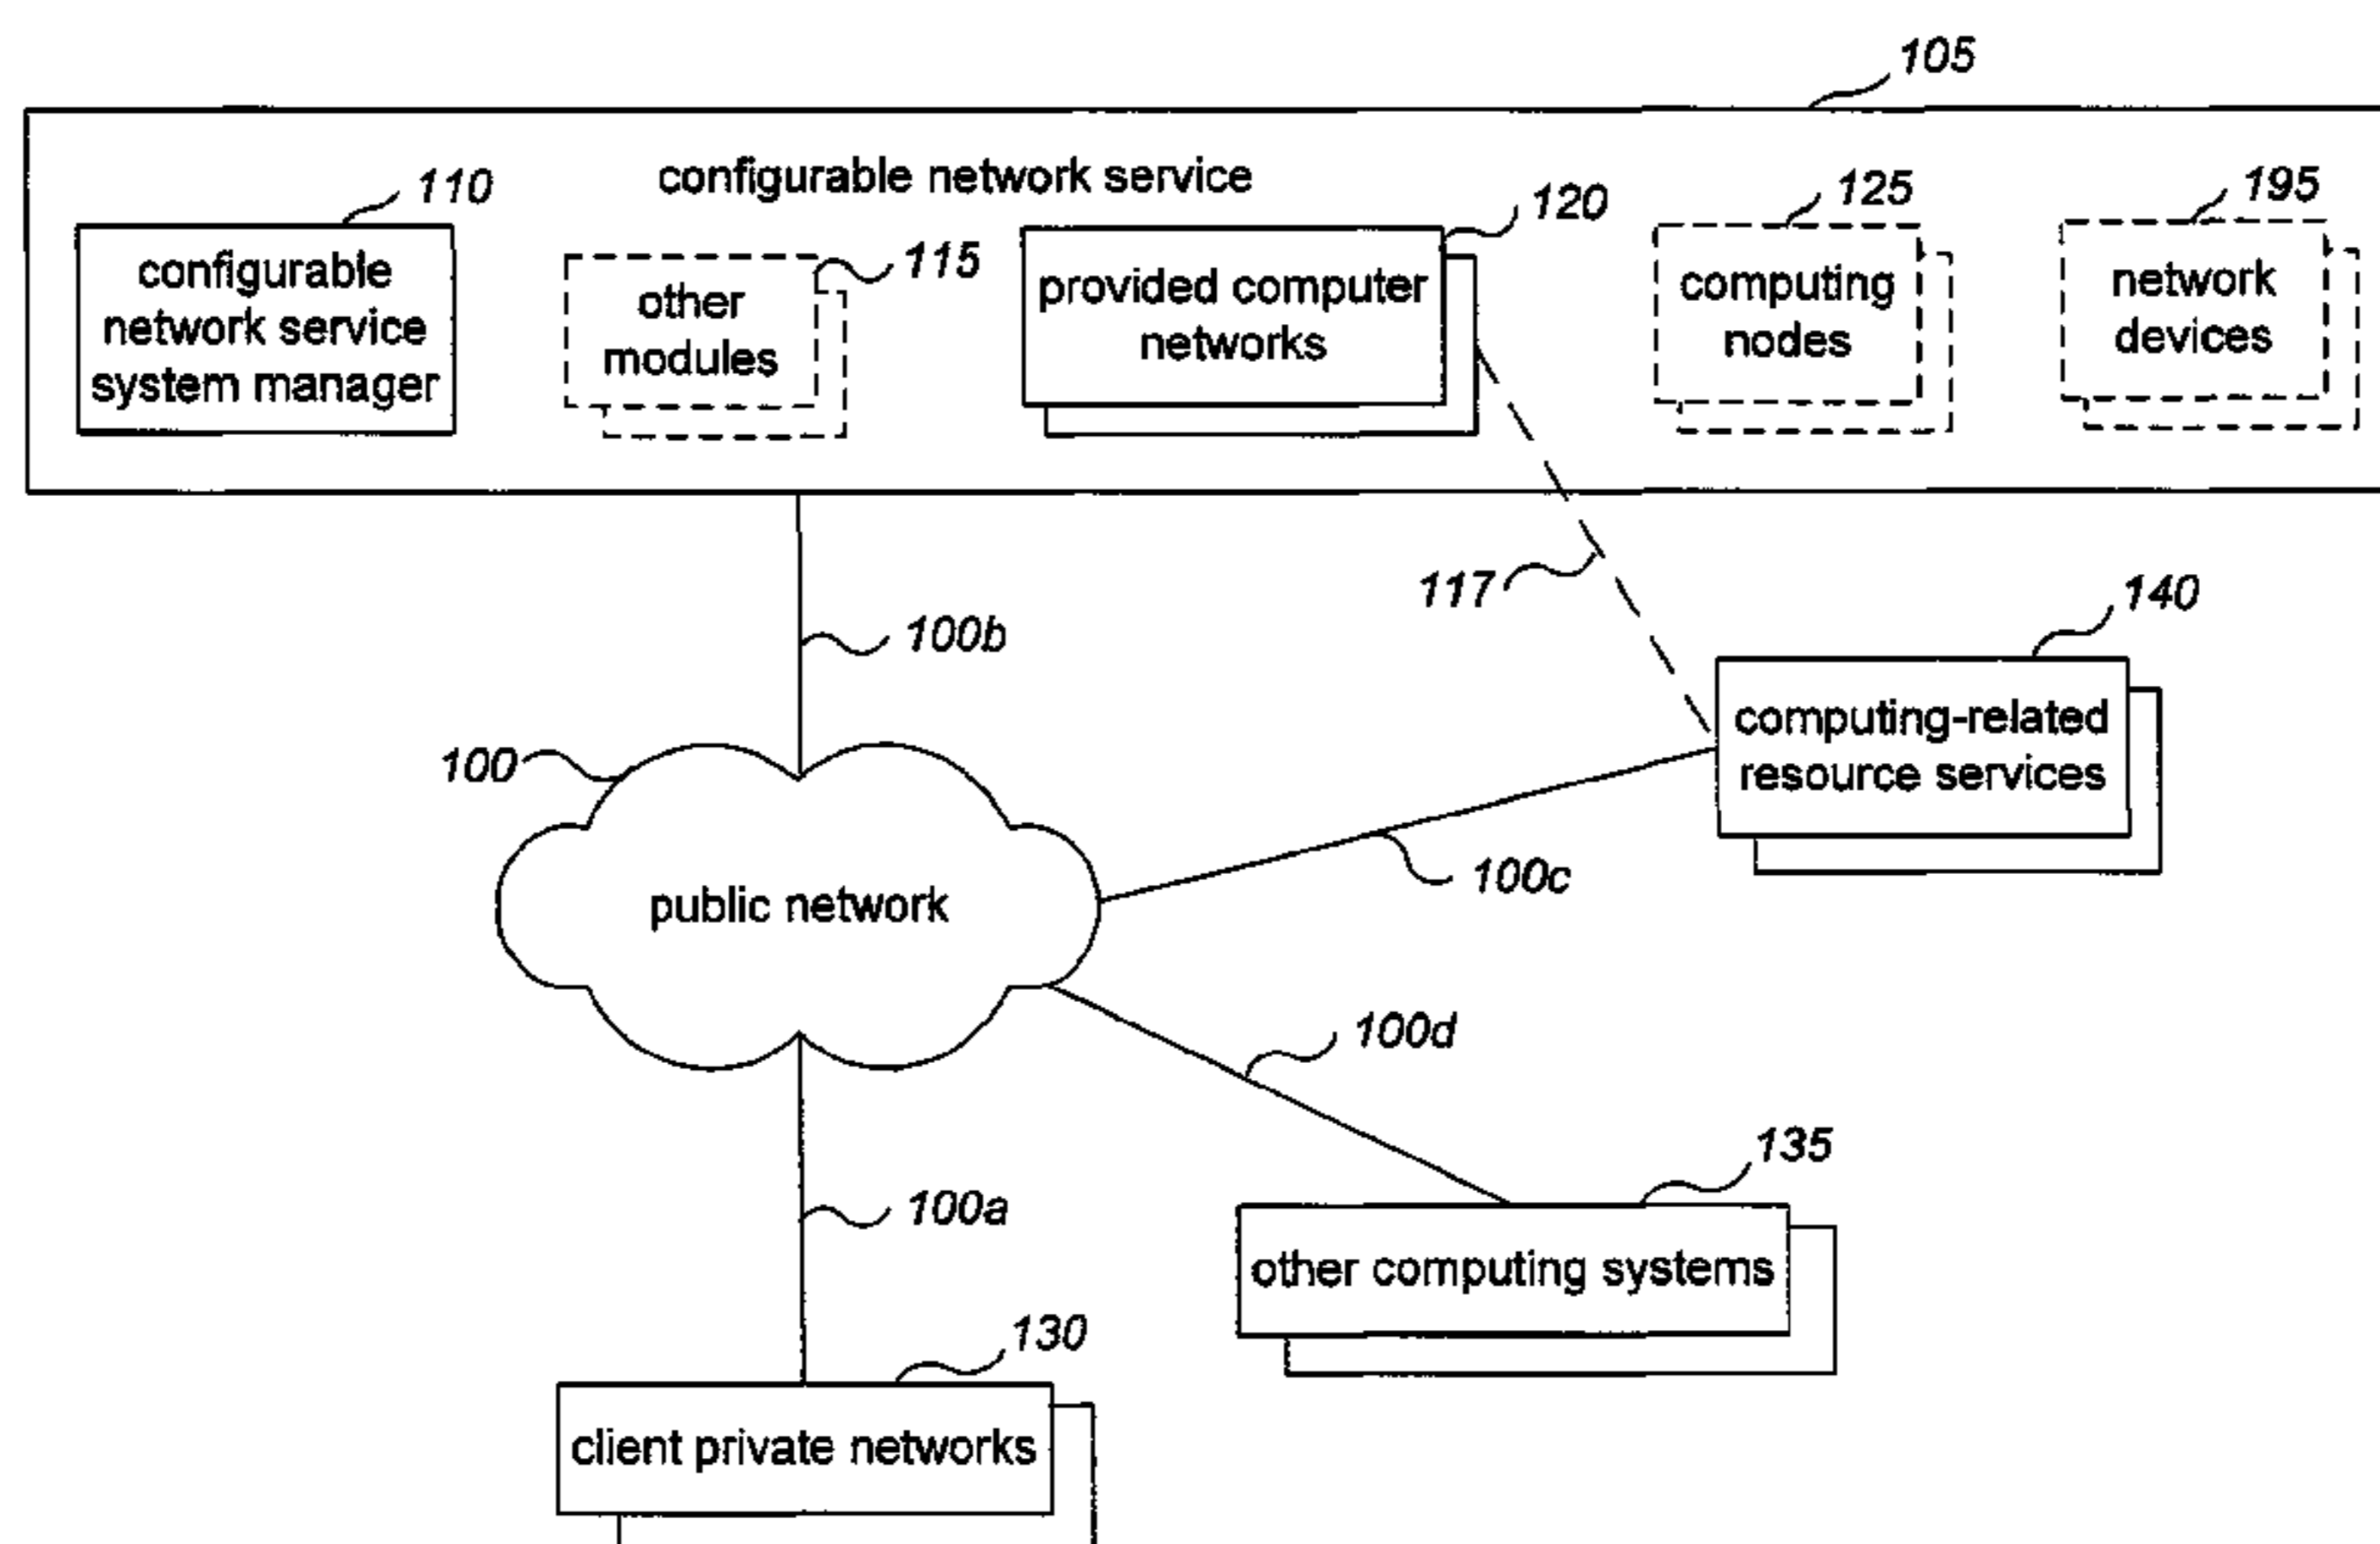 105
configurable network service
110
120
125
195
configurable
network service
system manager
115
other
modules
provided computer
networks
computing
nodes
network
devices
117
100b
140
computing-related
resource services
100
public network
100c
100d
135
other computing systems
100a
130
client private networks